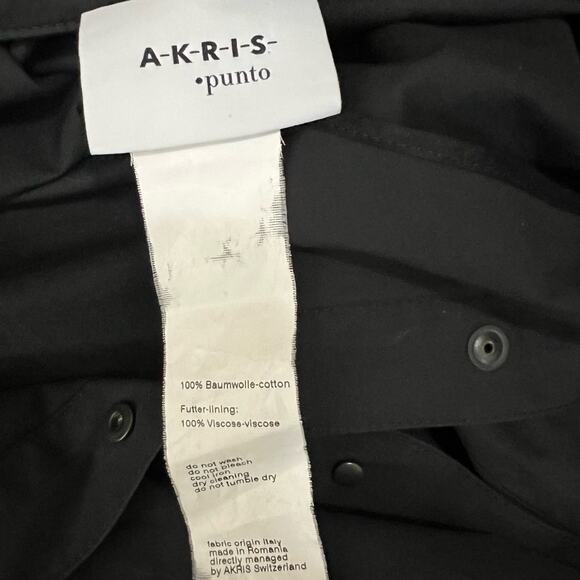 A-K-R-I-S-
•punto
100% Baumwolle-cotton
Futter-lining:
100% Viscose-viscose
do not wash
do not bleach
cool iron
dry cleaning
do not tumble dry
fabric origin Italy
made in Romania
directly managed
by AKRIS Switzerland